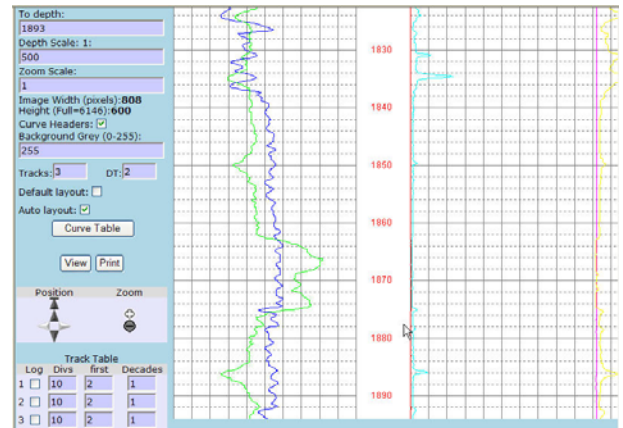 To depth:
1893
Depth Scale: 1:
500
Zoom Scale:
1
Image Width (pixels):808
Height (Full=6146):600
Curve Headers:
Background Grey (0-255):
255
Tracks: 3 DT: 2
Default layout:
Auto layout:
Curve Table
View Print
Position Zoom
Track Table
Log Divs first Decades
1 10 2 1
2 10 2 1
3 10 2 1
1830
1840
1850
1860
1870
1880
1890